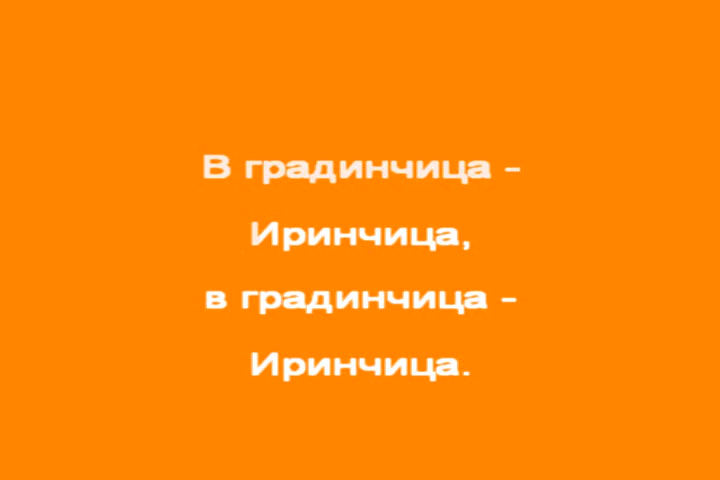 В градинчица -
Иринчица,
в градинчица -
Иринчица.